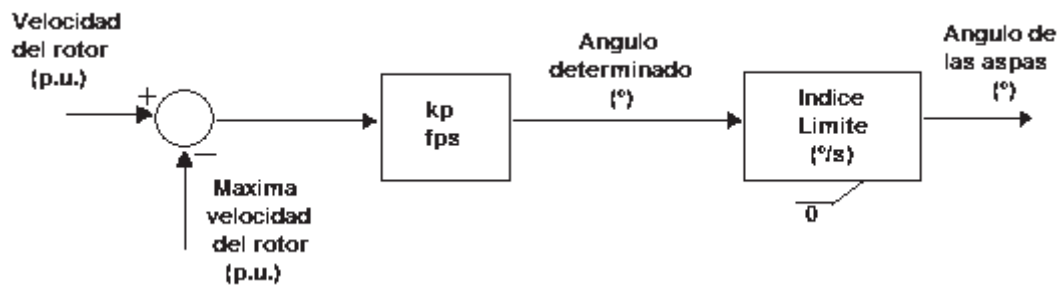 Velocidad
del rotor
(p.u.)
+
−
Maxima
velocidad
del rotor
(p.u.)
kp
fps
Angulo
determinado
(º)
Indice
Limite
(º/s)
0
Angulo de
las aspas
(º)